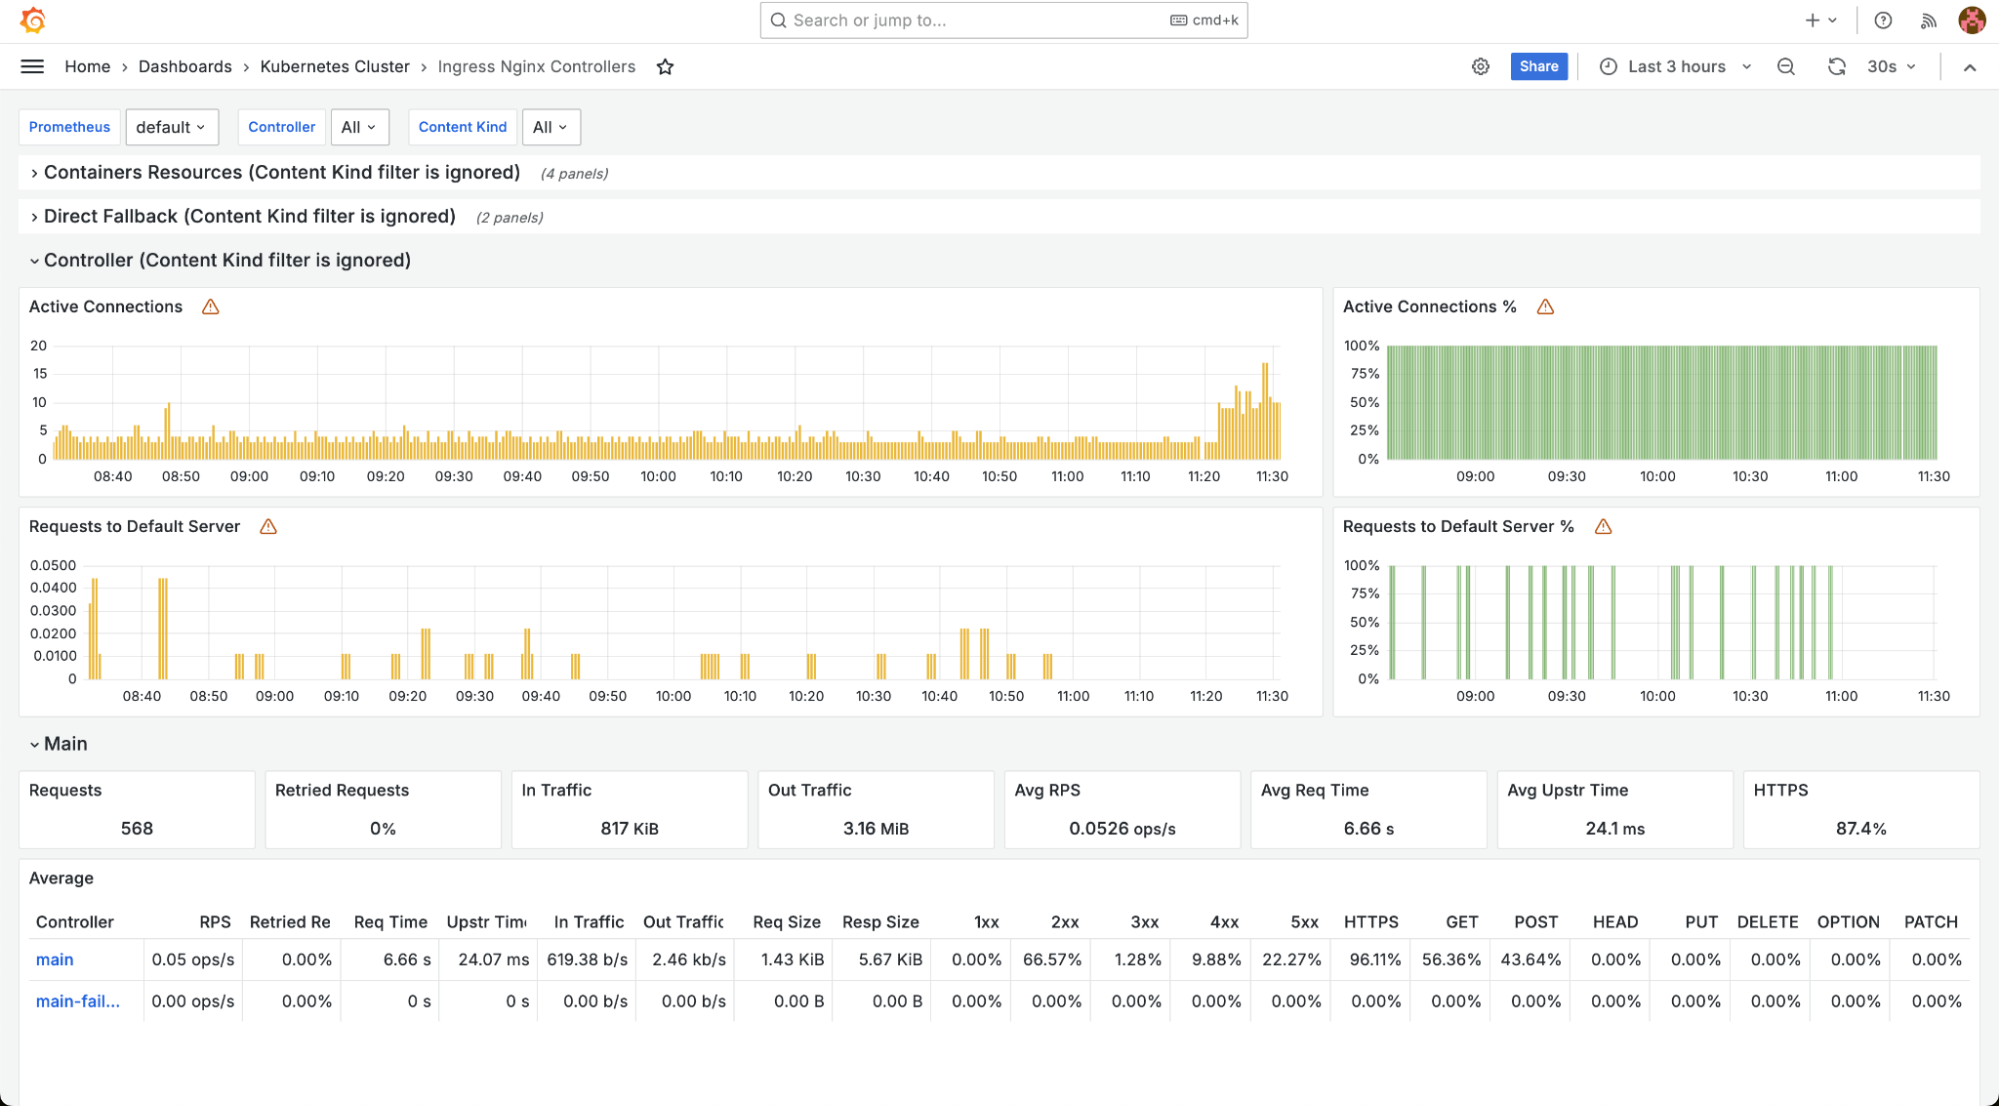 Search or jump to...
cmd+k
Home › Dashboards › Kubernetes Cluster › Ingress Nginx Controllers
Share
Last 3 hours
30s
Prometheus default Controller All Content Kind All
Containers Resources (Content Kind filter is ignored) (4 panels)
Direct Fallback (Content Kind filter is ignored) (2 panels)
Controller (Content Kind filter is ignored)
Active Connections
20
15
10
5
0
08:40 08:50 09:00 09:10 09:20 09:30 09:40 09:50 10:00 10:10 10:20 10:30 10:40 10:50 11:00 11:10 11:20 11:30
Active Connections %
100%
75%
50%
25%
0%
09:00 09:30 10:00 10:30 11:00 11:30
Requests to Default Server
0.0500
0.0400
0.0300
0.0200
0.0100
0
08:40 08:50 09:00 09:10 09:20 09:30 09:40 09:50 10:00 10:10 10:20 10:30 10:40 10:50 11:00 11:10 11:20 11:30
Requests to Default Server %
100%
75%
50%
25%
0%
09:00 09:30 10:00 10:30 11:00 11:30
Main
Requests
568
Retried Requests
0%
In Traffic
817 KiB
Out Traffic
3.16 MiB
Avg RPS
0.0526 ops/s
Avg Req Time
6.66 s
Avg Upstr Time
24.1 ms
HTTPS
87.4%
Average
Controller RPS Retried Re Req Time Upstr Time In Traffic Out Traffic Req Size Resp Size 1xx 2xx 3xx 4xx 5xx HTTPS GET POST HEAD PUT DELETE OPTION PATCH
main 0.05 ops/s 0.00% 6.66 s 24.07 ms 619.38 b/s 2.46 kb/s 1.43 KiB 5.67 KiB 0.00% 66.57% 1.28% 9.88% 22.27% 96.11% 56.36% 43.64% 0.00% 0.00% 0.00% 0.00% 0.00%
main-fail... 0.00 ops/s 0.00% 0 s 0 s 0.00 b/s 0.00 b/s 0.00 B 0.00 B 0.00% 0.00% 0.00% 0.00% 0.00% 0.00% 0.00% 0.00% 0.00% 0.00% 0.00% 0.00% 0.00%